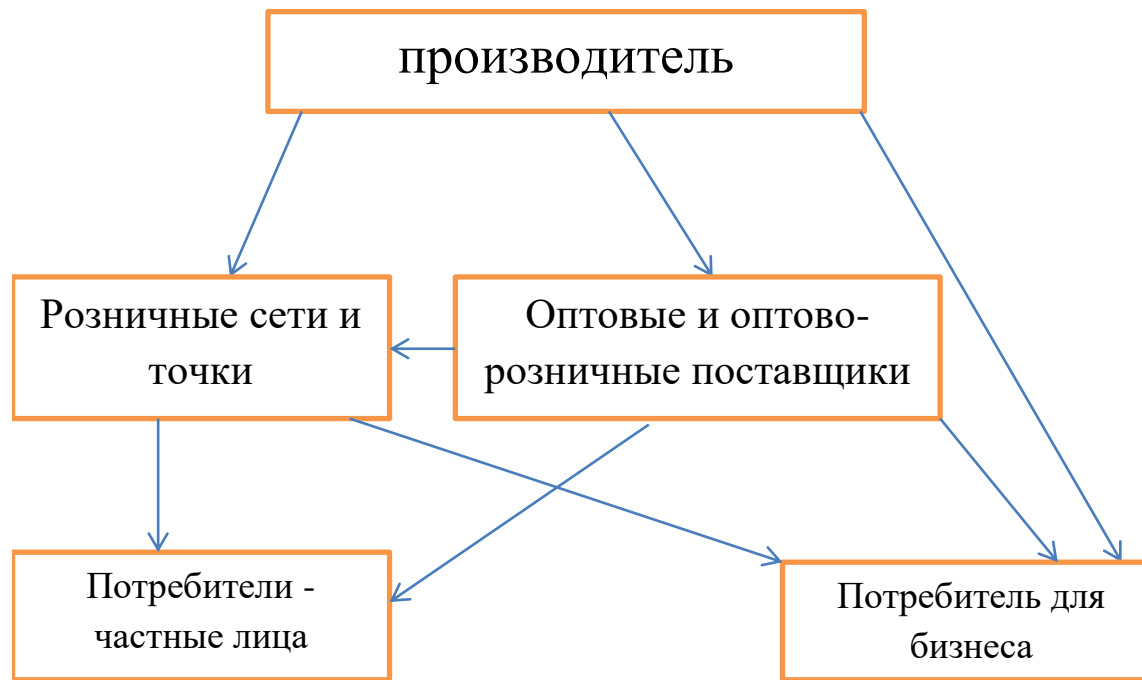 производитель
Розничные сети и
точки
Оптовые и оптово-
розничные поставщики
Потребители -
частные лица
Потребитель для
бизнеса